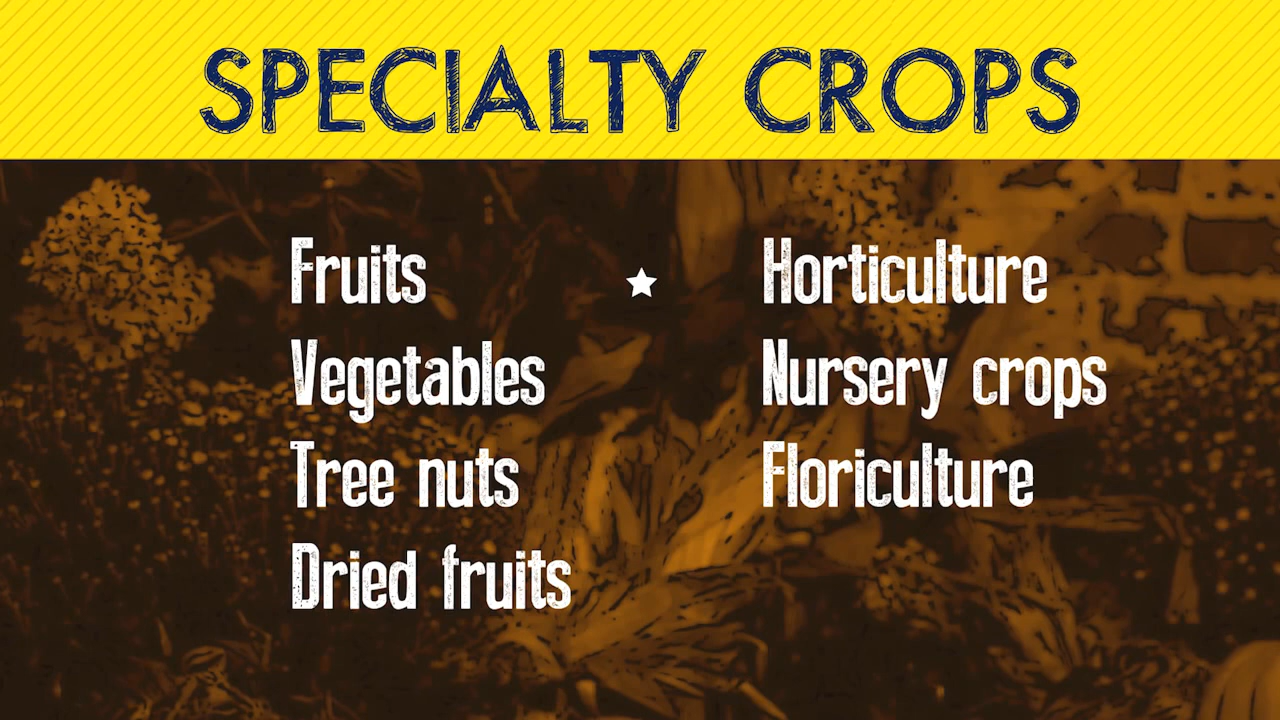 SPECIALTY CROPS
Fruits
Vegetables
Tree nuts
Dried fruits
Horticulture
Nursery crops
Floriculture